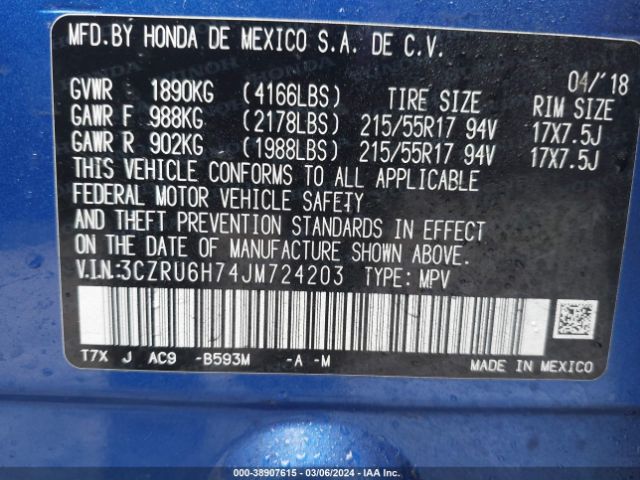 MFD.BY HONDA DE MEXICO S.A. DE C.V.
04/'18
GVWR 1890KG (4166LBS) TIRE SIZE RIM SIZE
GAWR F 988KG (2178LBS) 215/55R17 94V 17X7.5J
GAWR R 902KG (1988LBS) 215/55R17 94V 17X7.5J
THIS VEHICLE CONFORMS TO ALL APPLICABLE
FEDERAL MOTOR VEHICLE SAFETY
AND THEFT PREVENTION STANDARDS IN EFFECT
ON THE DATE OF MANUFACTURE SHOWN ABOVE.
V.I.N.:3CZRU6H74JM724203 TYPE: MPV
T7X J AC9 -B593M -A -M
MADE IN MEXICO
000-38907615 | 03/06/2024 | IAA Inc.